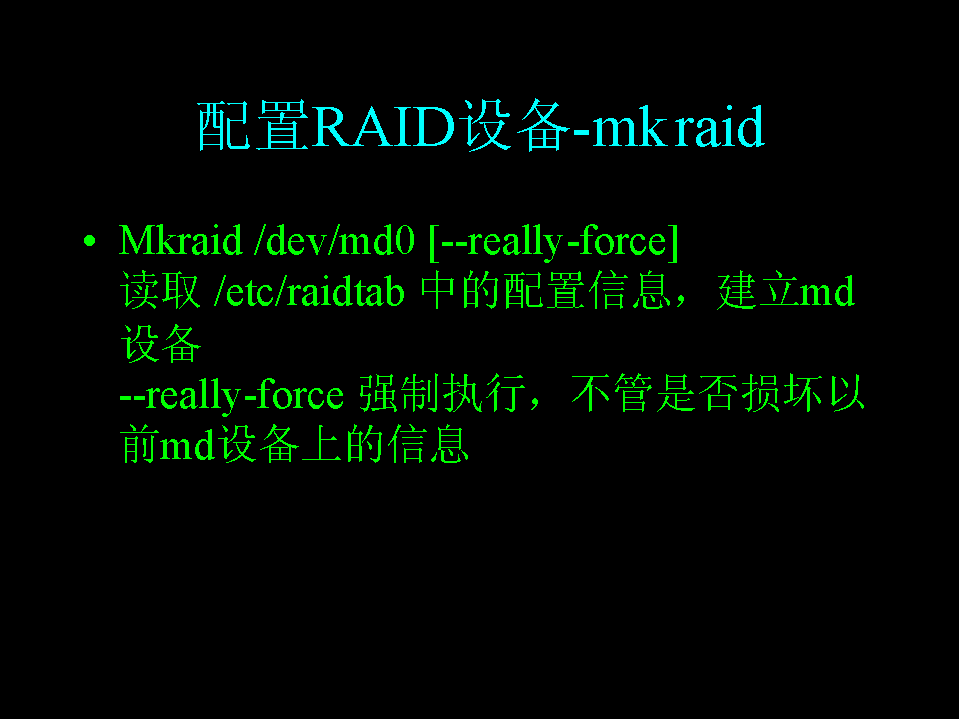 配置RAID设备-mkraid
• Mkraid /dev/md0 [--really-force]
读取 /etc/raidtab 中的配置信息，建立md
设备
--really-force 强制执行，不管是否损坏以
前md设备上的信息